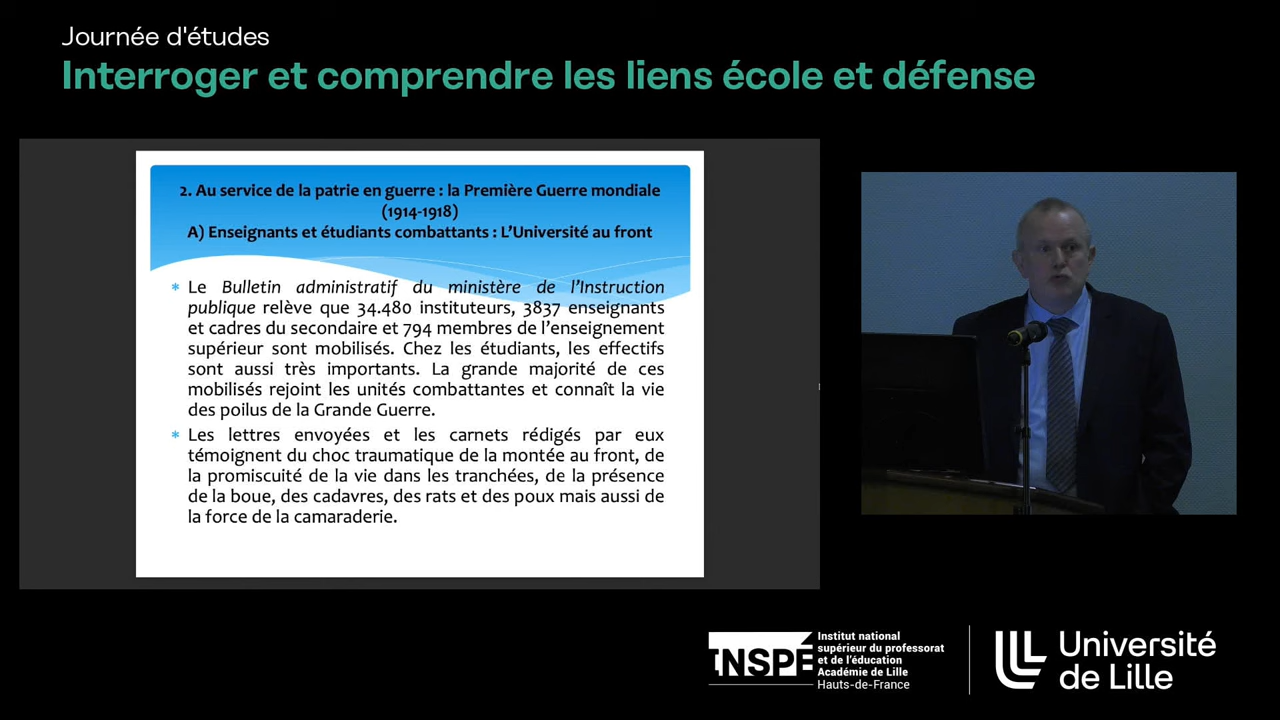 Journée d'études
Interroger et comprendre les liens école et défense
2. Au service de la patrie en guerre : la Première Guerre mondiale
(1914-1918)
A) Enseignants et étudiants combattants : L’Université au front
* Le Bulletin administratif du ministère de l’Instruction
publique relève que 34.480 instituteurs, 3837 enseignants
et cadres du secondaire et 794 membres de l’enseignement
supérieur sont mobilisés. Chez les étudiants, les effectifs
sont aussi très importants. La grande majorité de ces
mobilisés rejoint les unités combattantes et connaît la vie
des poilus de la Grande Guerre.
* Les lettres envoyées et les carnets rédigés par eux
témoignent du choc traumatique de la montée au front, de
la promiscuité de la vie dans les tranchées, de la présence
de la boue, des cadavres, des rats et des poux mais aussi de
la force de la camaraderie.
INSPÉ
Institut national
supérieur du professorat
et de l'éducation
Académie de Lille
Hauts-de-France
Université
de Lille